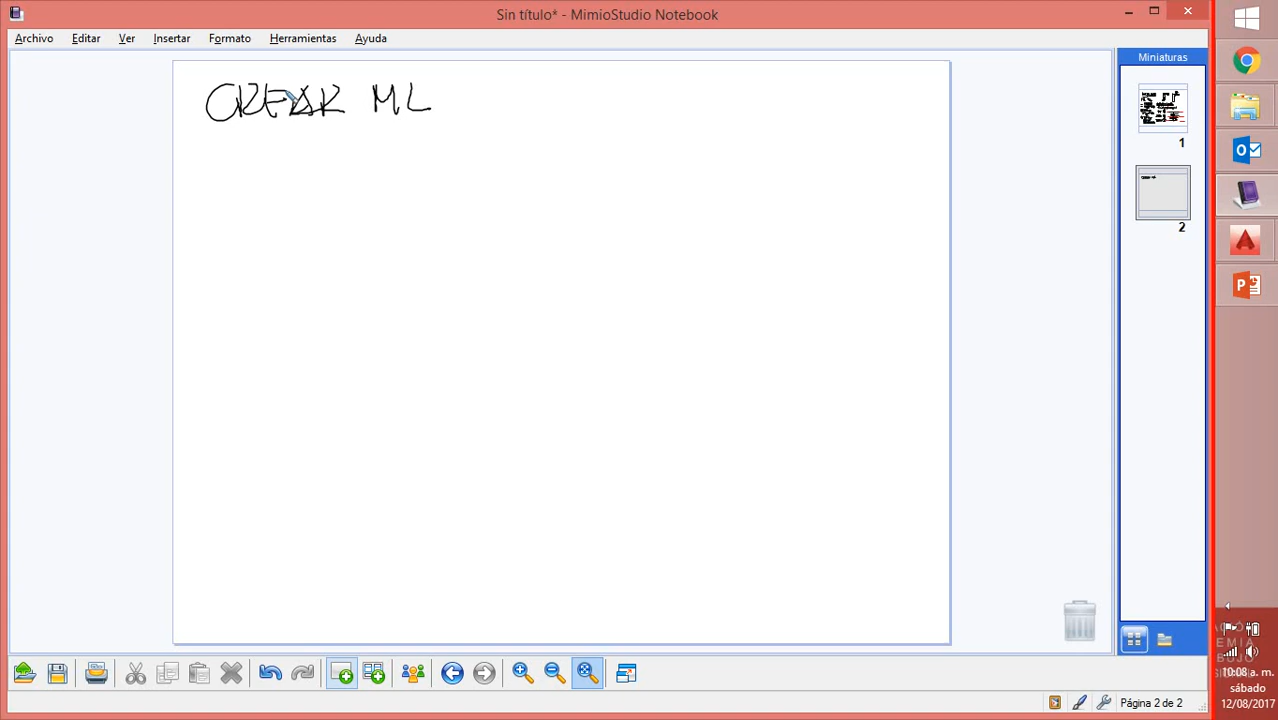 Sin título* - MimioStudio Notebook
Archivo Editar Ver Insertar Formato Herramientas Ayuda
CREAR ML
Miniaturas
1
2
Página 2 de 2
10:08 a. m.
sábado
12/08/2017